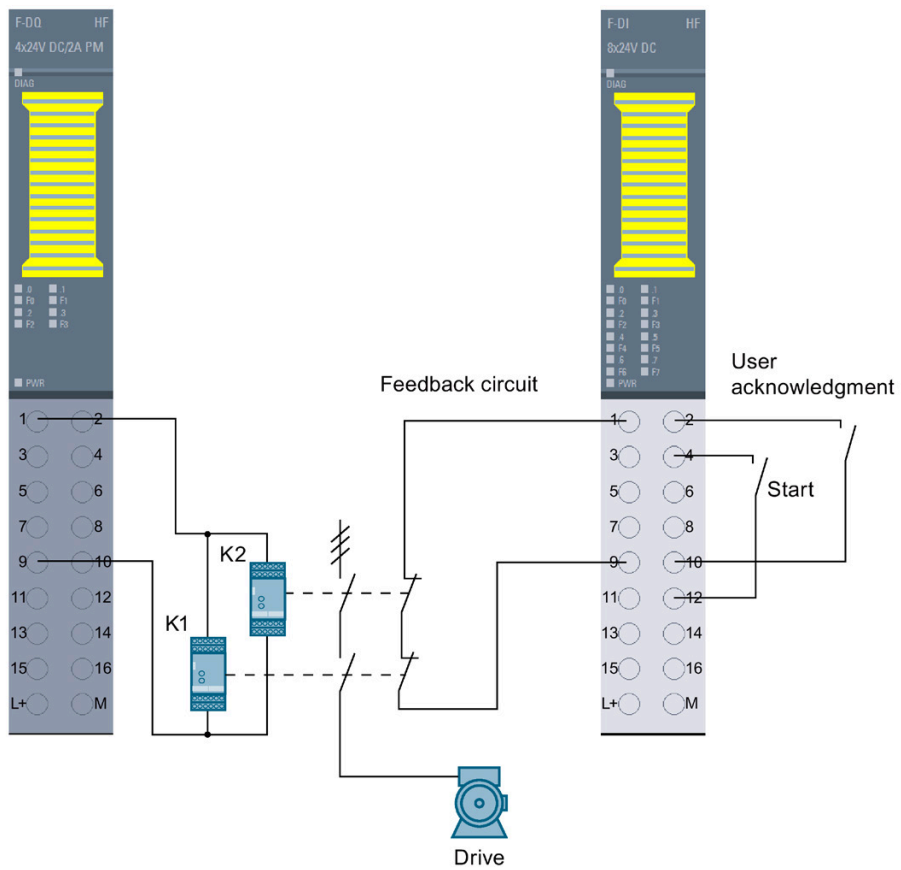 F-DQ HF
4x24V DC/2A PM
DIAG
.0 .1
F0 F1
.2 .3
F2 F3
PWR
1 2
3 4
5 6
7 8
9 10
11 12
13 14
15 16
L+ M
K2
K1
Feedback circuit
F-DI HF
8x24V DC
DIAG
.0 .1
F0 F1
.2 .3
F2 F3
.4 .5
F4 F5
.6 .7
F6 F7
PWR
1 2
3 4
5 6
7 8
9 10
11 12
13 14
15 16
L+ M
User
acknowledgment
Start
Drive